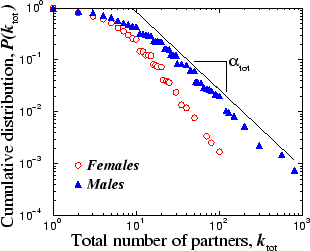 Cumulative distribution, P(k_tot)
10^0
10^-1
10^-2
10^-3
10^-4
α_tot
Females
Males
10^0 10^1 10^2 10^3
Total number of partners, k_tot